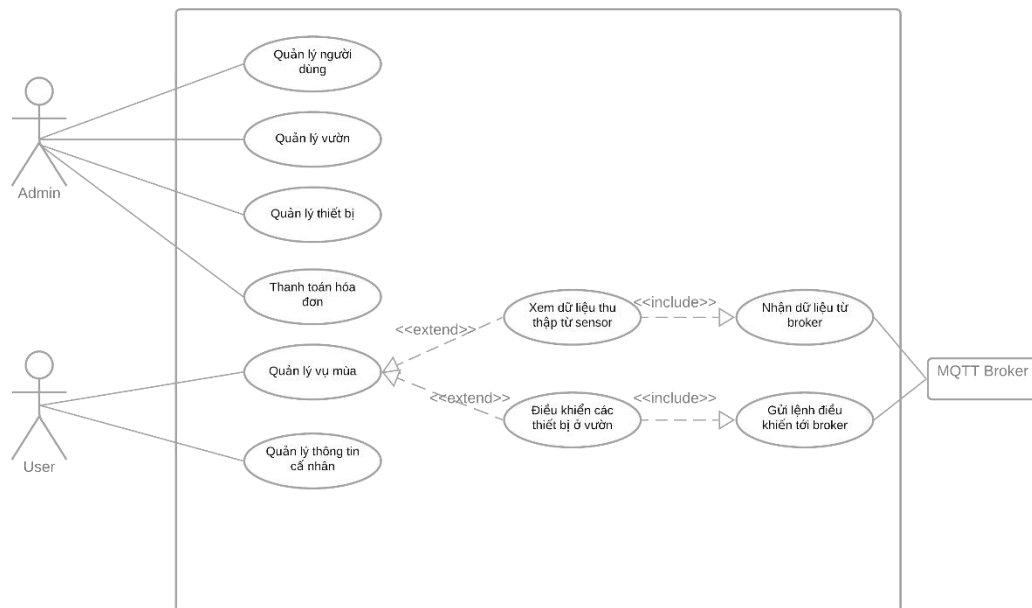 Quản lý người
dùng
Quản lý vườn
Admin
Quản lý thiết bị
Thanh toán hóa
đơn
Xem dữ liệu thu
thập từ sensor
<<include>>
Nhận dữ liệu từ
broker
<<extend>>
Quản lý vụ mùa
MQTT Broker
<<extend>>
Điều khiển các
thiết bị ở vườn
<<include>>
Gửi lệnh điều
khiến tới broker
User
Quản lý thông tin
cấ nhân